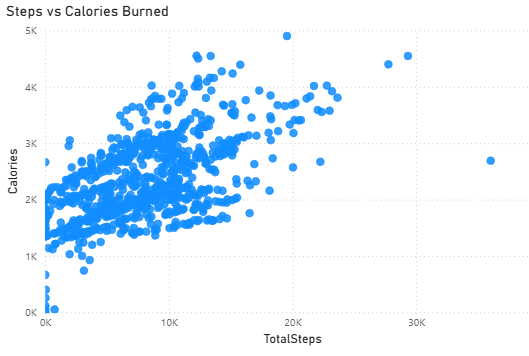 Steps vs Calories Burned
5K
4K
3K
2K
1K
0K
Calories
0K 10K 20K 30K
TotalSteps